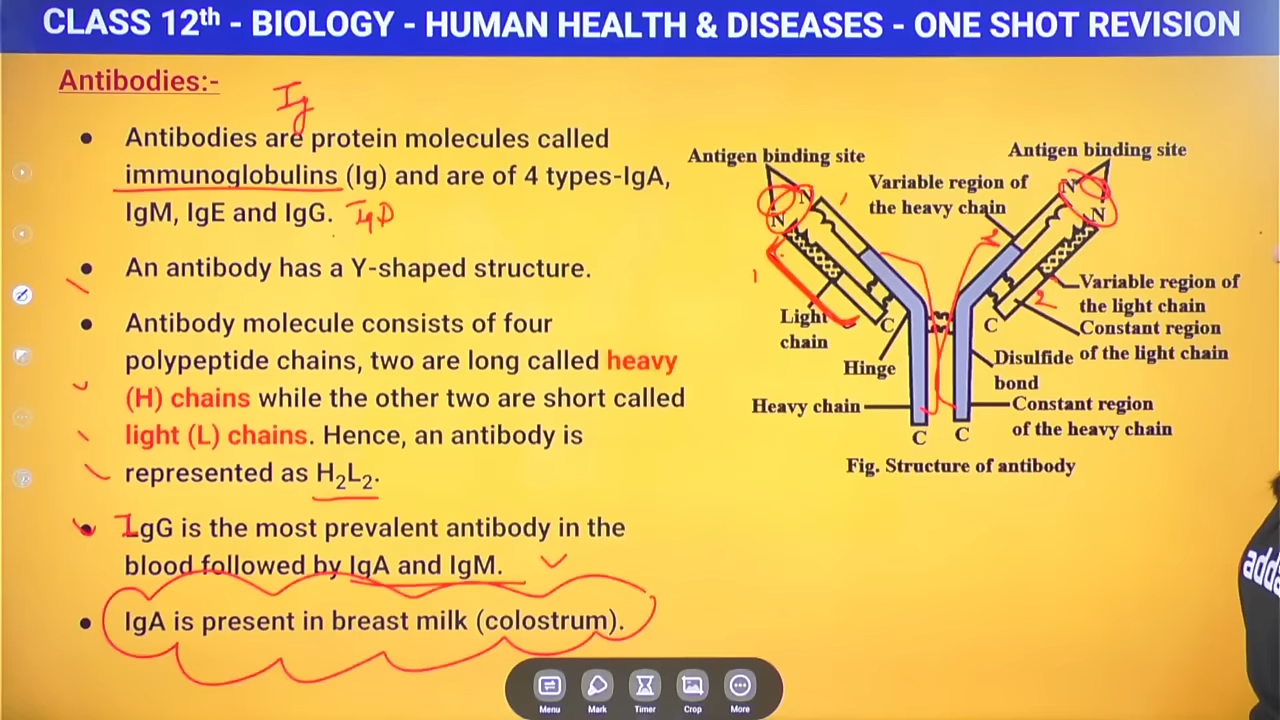 CLASS 12th - BIOLOGY - HUMAN HEALTH & DISEASES - ONE SHOT REVISION
Antibodies:-
Ig
• Antibodies are protein molecules called
immunoglobulins (Ig) and are of 4 types-IgA,
IgM, IgE and IgG. IgD
• An antibody has a Y-shaped structure.
• Antibody molecule consists of four
polypeptide chains, two are long called heavy
(H) chains while the other two are short called
light (L) chains. Hence, an antibody is
represented as H₂L₂.
• IgG is the most prevalent antibody in the
blood followed by IgA and IgM.
• IgA is present in breast milk (colostrum).
Antigen binding site
Antigen binding site
Variable region of
the heavy chain
N
N
N
N
1
1
2
2
Variable region of
the light chain
Light
chain
C
C
Constant region
of the light chain
Hinge
Disulfide
bond
Heavy chain
Constant region
of the heavy chain
C
C
Fig. Structure of antibody
Menu
Mark
Timer
Crop
More